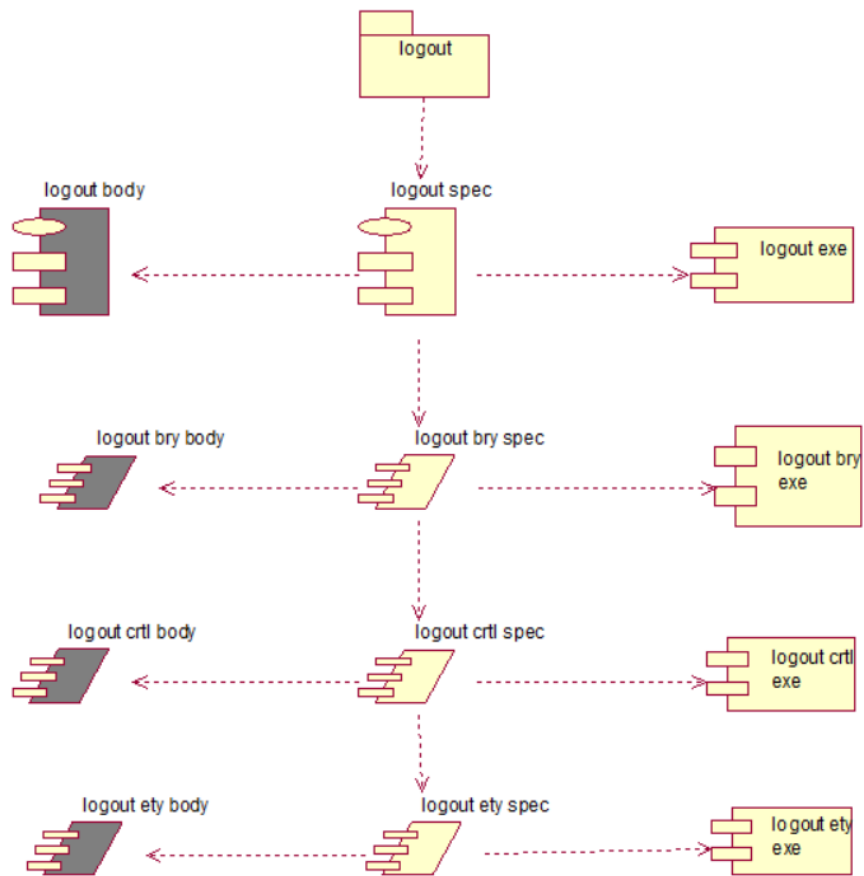 logout
logout body
logout spec
logout exe
logout bry body
logout bry spec
logout bry
exe
logout crtl body
logout crtl spec
logout crtl
exe
logout ety body
logout ety spec
logout ety
exe